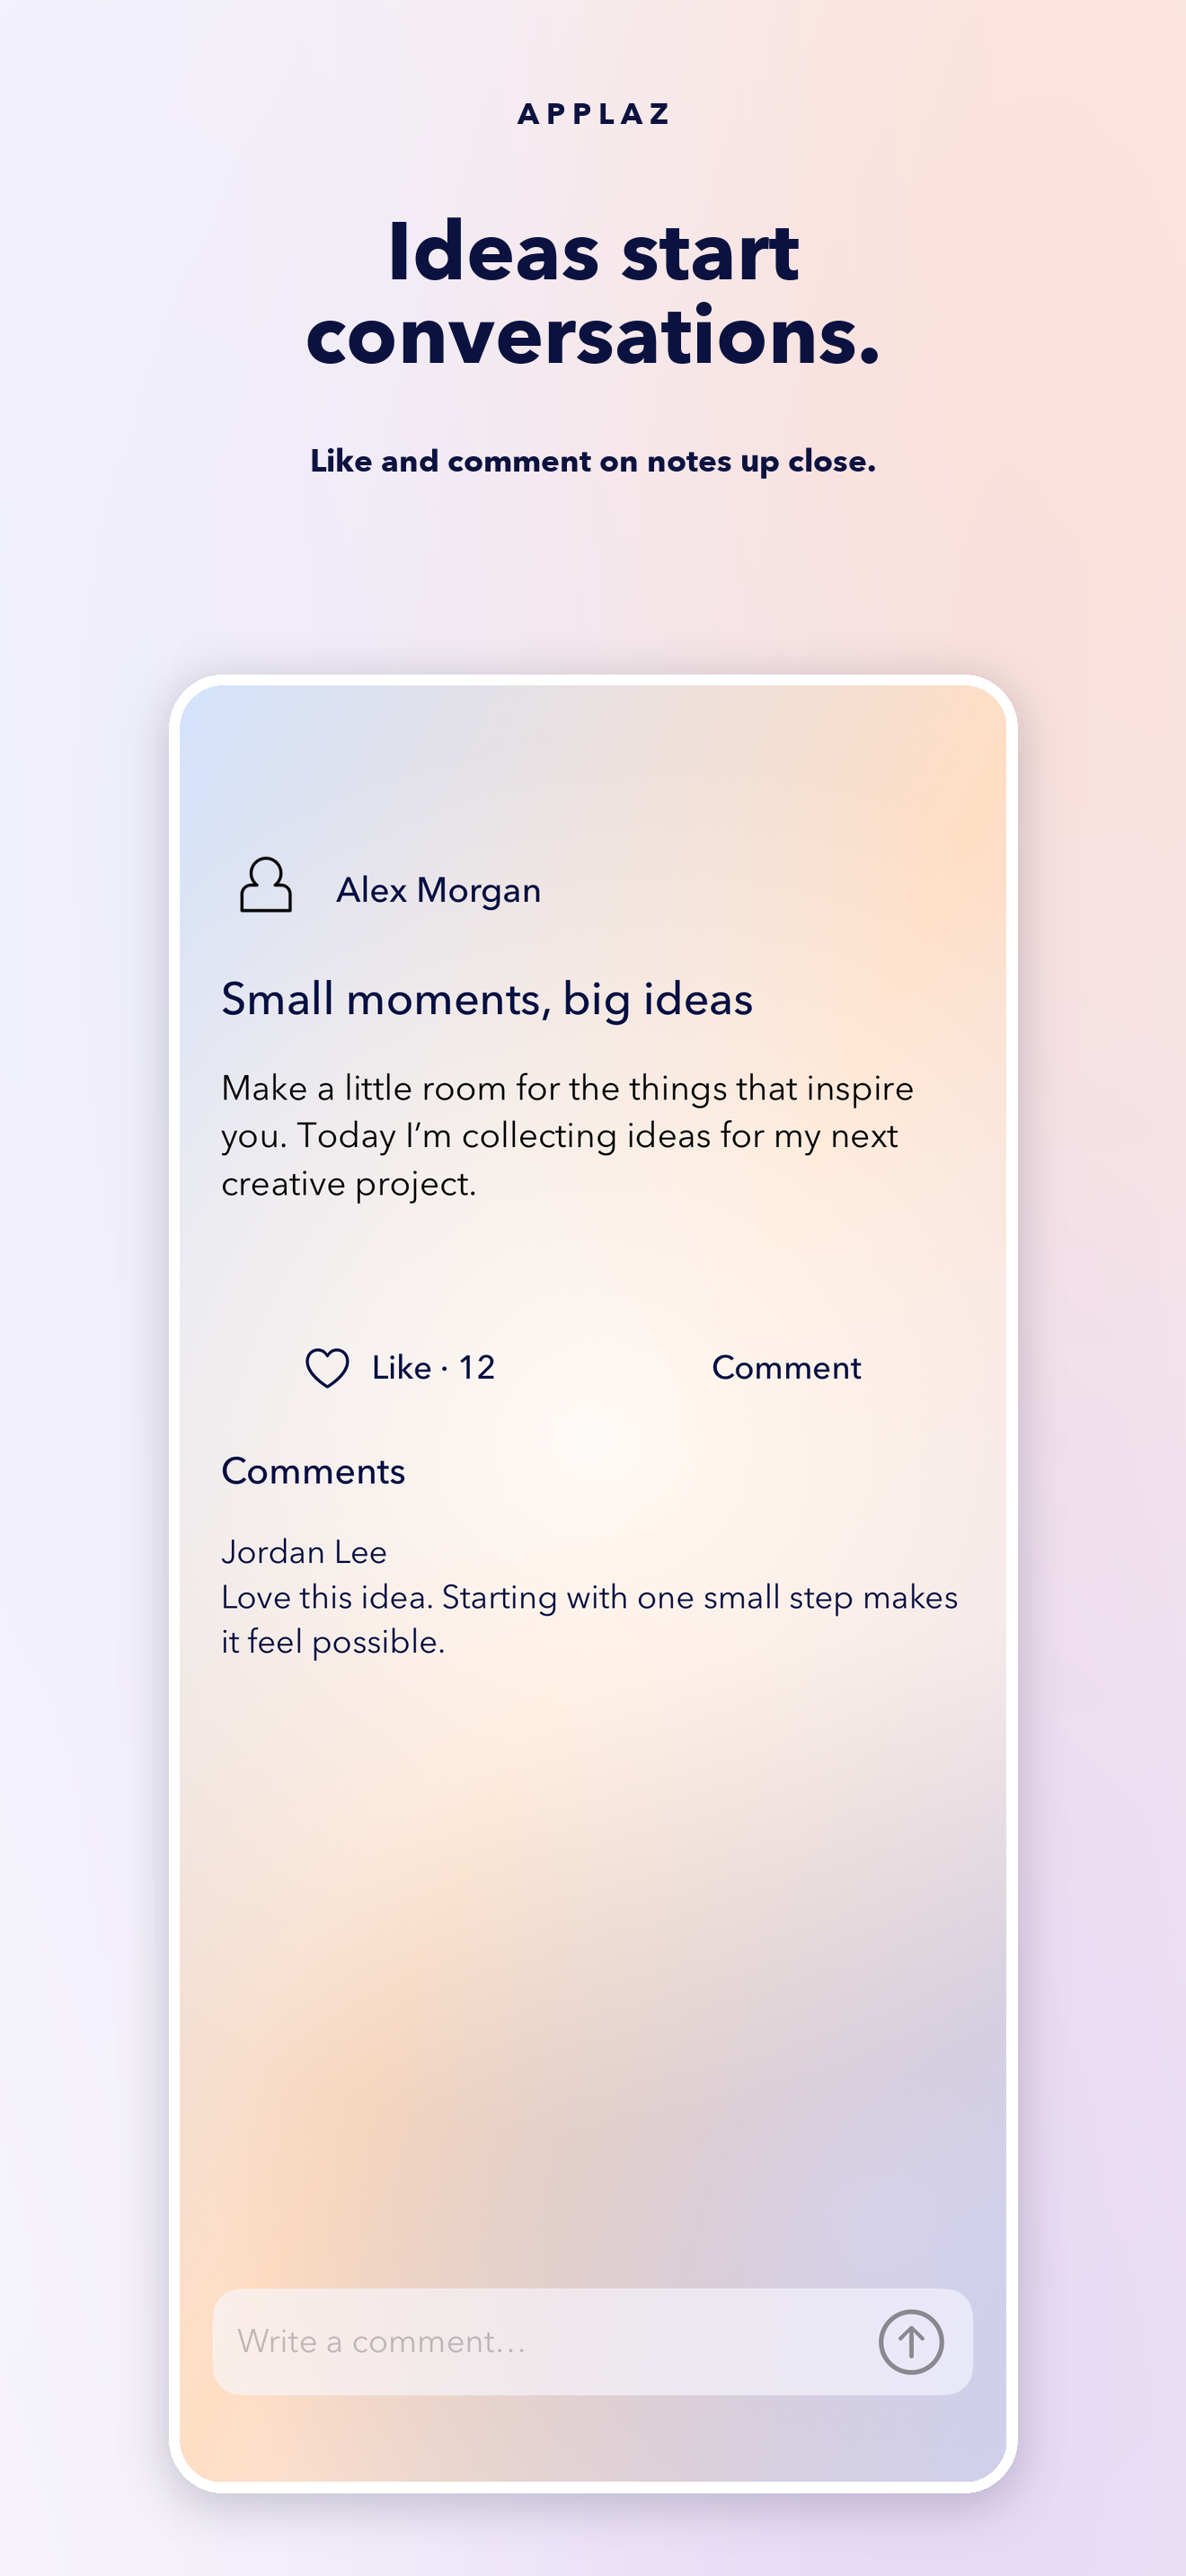 APPLAZ
Ideas start
conversations.
Like and comment on notes up close.
Alex Morgan
Small moments, big ideas
Make a little room for the things that inspire
you. Today I’m collecting ideas for my next
creative project.
Like · 12
Comment
Comments
Jordan Lee
Love this idea. Starting with one small step makes
it feel possible.
Write a comment…